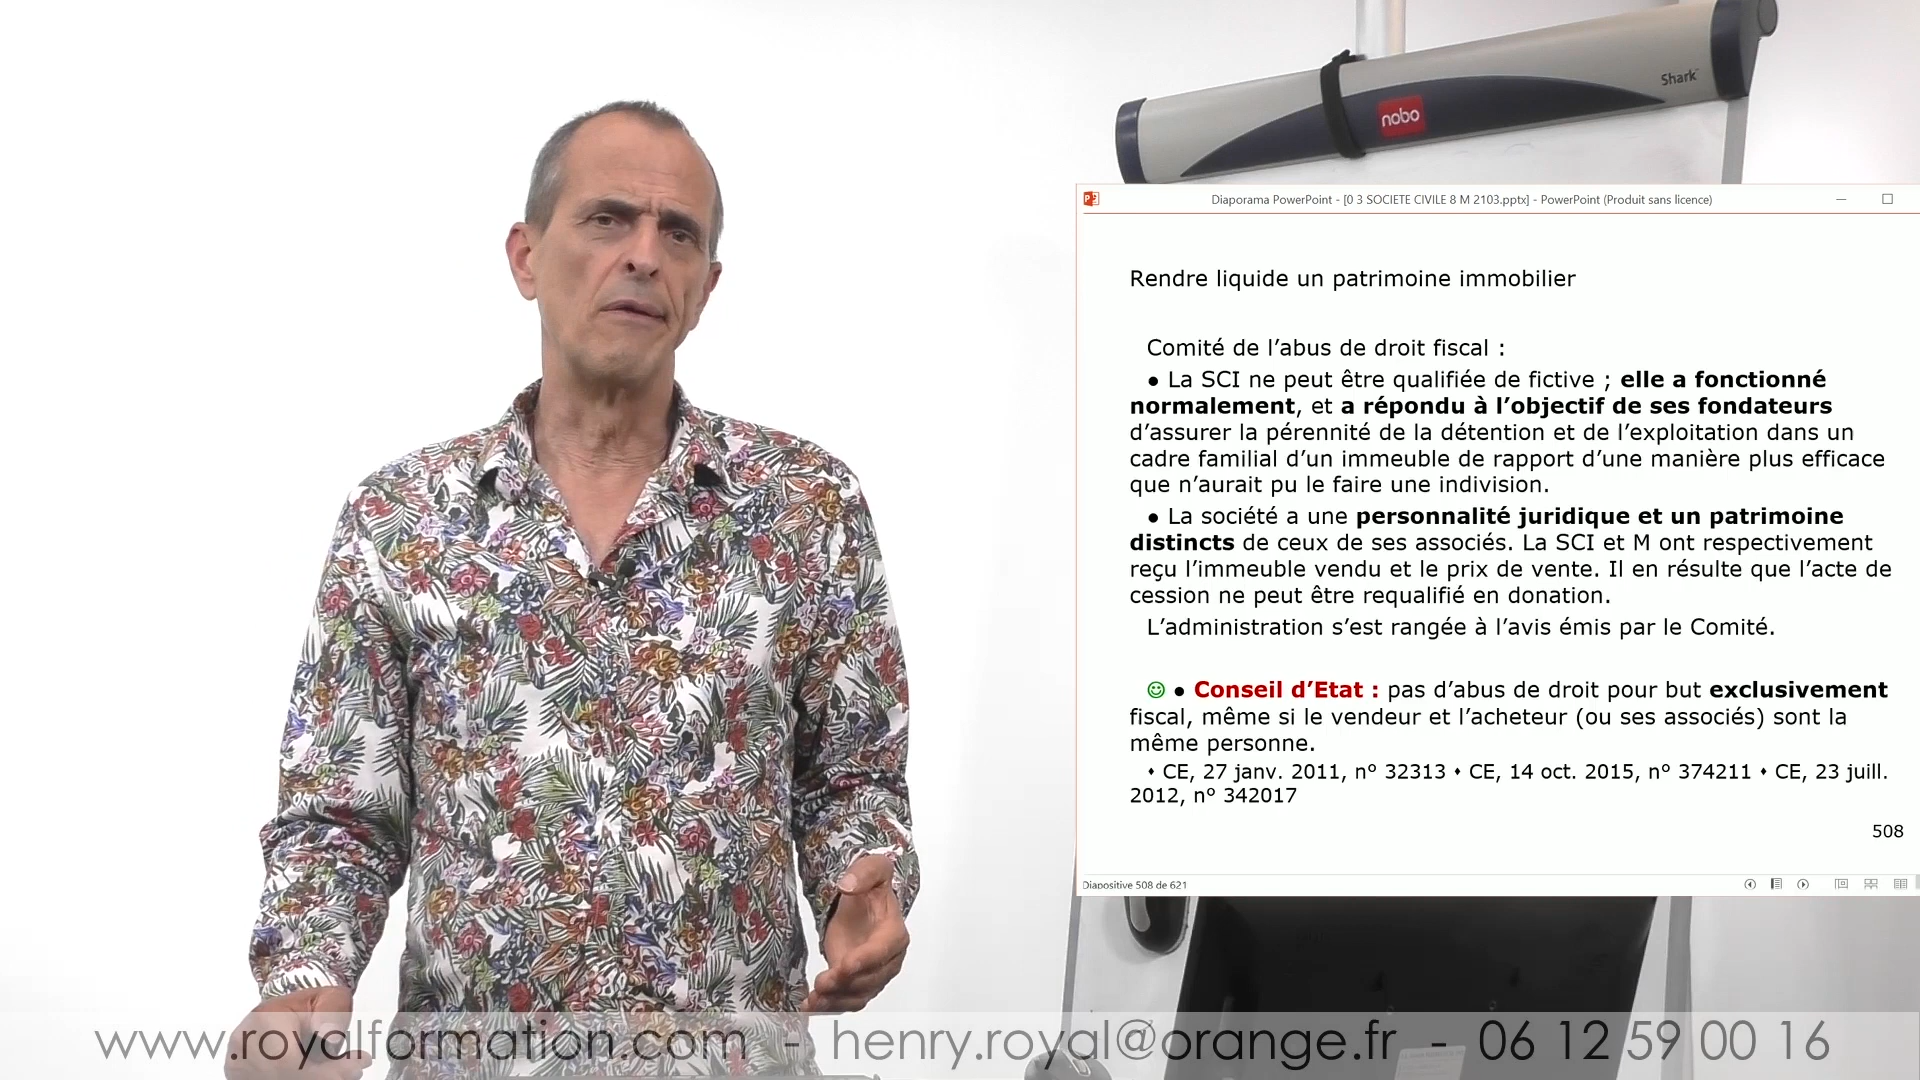 Shark
nobo
Diaporama PowerPoint - [0 3 SOCIETE CIVILE 8 M 2103.pptx] - PowerPoint (Produit sans licence)
Rendre liquide un patrimoine immobilier
Comité de l’abus de droit fiscal :
● La SCI ne peut être qualifiée de fictive ; elle a fonctionné
normalement, et a répondu à l’objectif de ses fondateurs
d’assurer la pérennité de la détention et de l’exploitation dans un
cadre familial d’un immeuble de rapport d’une manière plus efficace
que n’aurait pu le faire une indivision.
● La société a une personnalité juridique et un patrimoine
distincts de ceux de ses associés. La SCI et M ont respectivement
reçu l’immeuble vendu et le prix de vente. Il en résulte que l’acte de
cession ne peut être requalifié en donation.
L’administration s’est rangée à l’avis émis par le Comité.
☺ ● Conseil d’Etat : pas d’abus de droit pour but exclusivement
fiscal, même si le vendeur et l’acheteur (ou ses associés) sont la
même personne.
⬩ CE, 27 janv. 2011, nº 32313 ⬩ CE, 14 oct. 2015, nº 374211 ⬩ CE, 23 juill.
2012, nº 342017
508
Diapositive 508 de 621
www.royalformation.com - henry.royal@orange.fr - 06 12 59 00 16